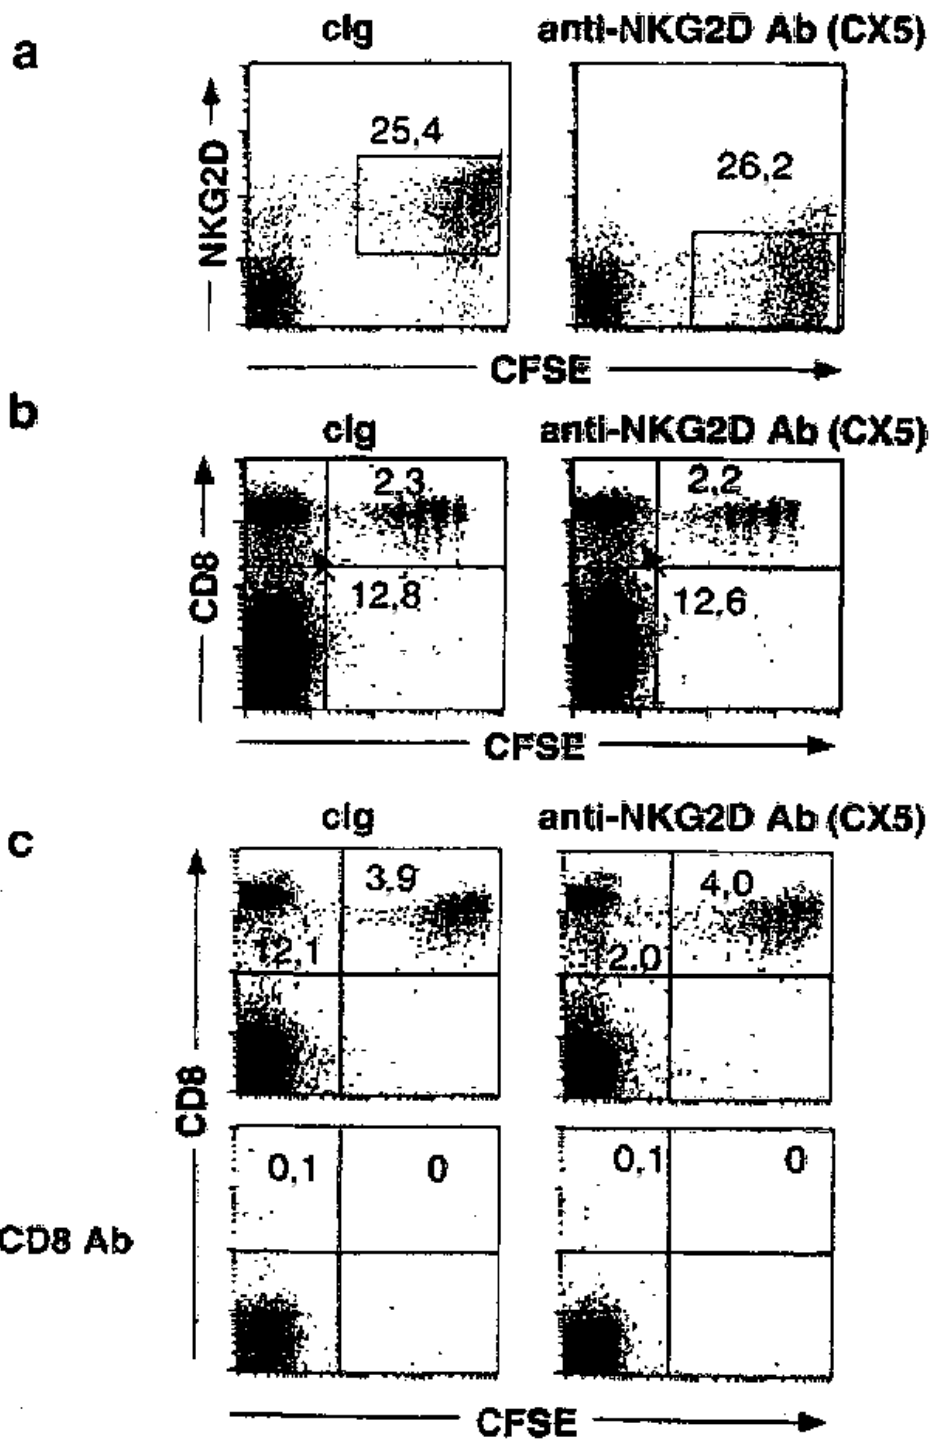 a
cIg anti-NKG2D Ab (CX5)
NKG2D
25,4
26,2
CFSE
b
cIg anti-NKG2D Ab (CX5)
CD8
2,3
2,2
12,8
12,6
CFSE
c
cIg anti-NKG2D Ab (CX5)
CD8
3,9
4,0
12,1
2,0
CD8 Ab
0,1 0
0,1 0
CFSE